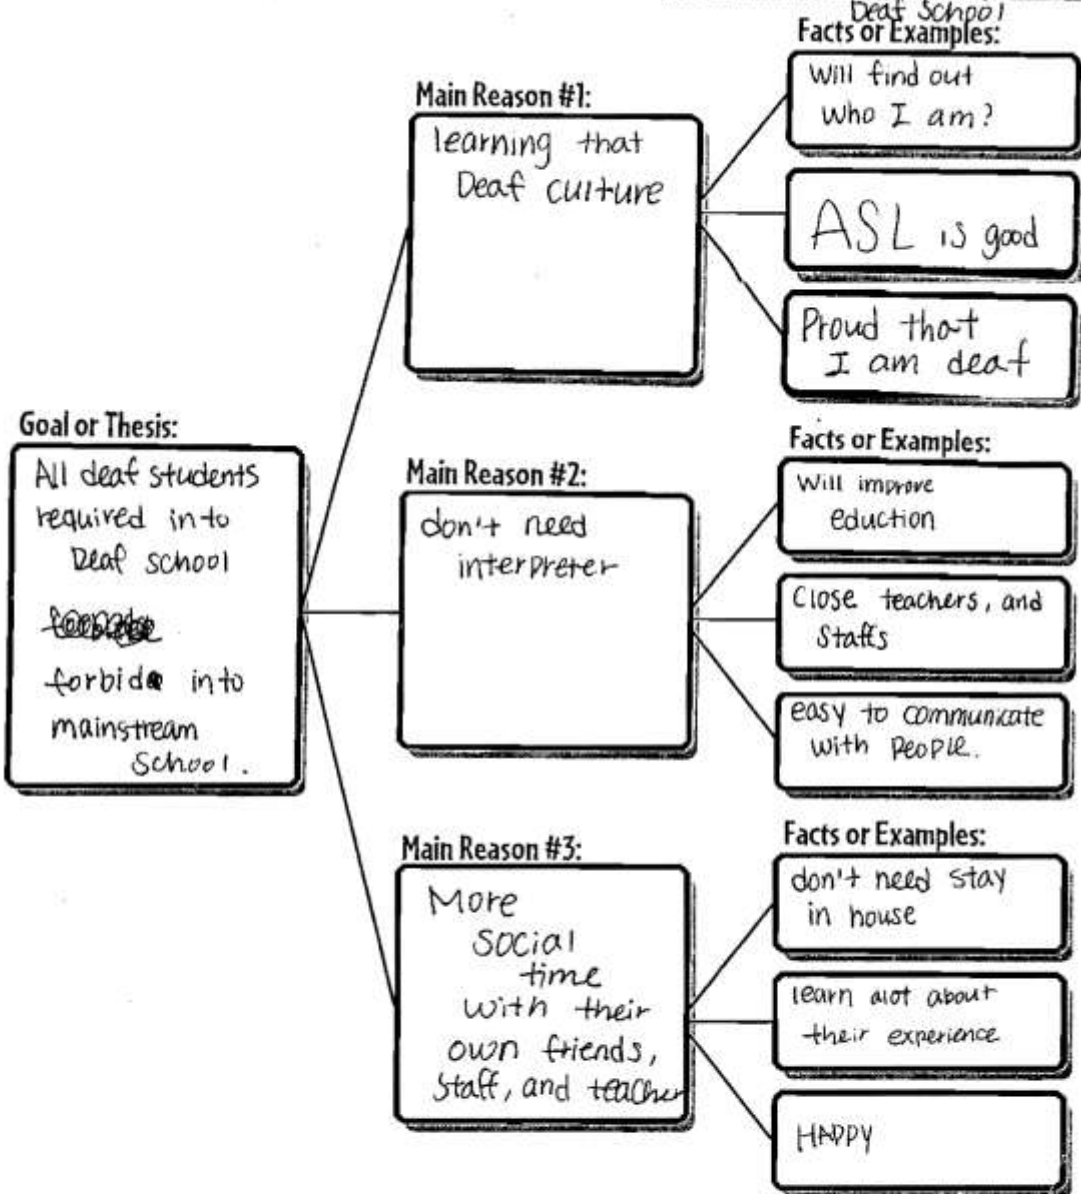 Deaf School
Facts or Examples:
Main Reason #1:
learning that
Deaf culture
Will find out
who I am?
ASL is good
Proud that
I am deaf
Goal or Thesis:
All deaf students
required in to
Deaf school
forbid in to
mainstream
School.
Main Reason #2:
don't need
interpreter
Facts or Examples:
Will improve
eduction
Close teachers, and
Staffs
easy to communicate
with people.
Main Reason #3:
More
social
time
with their
own friends,
staff, and teacher
Facts or Examples:
don't need stay
in house
learn alot about
their experience
HAPPY